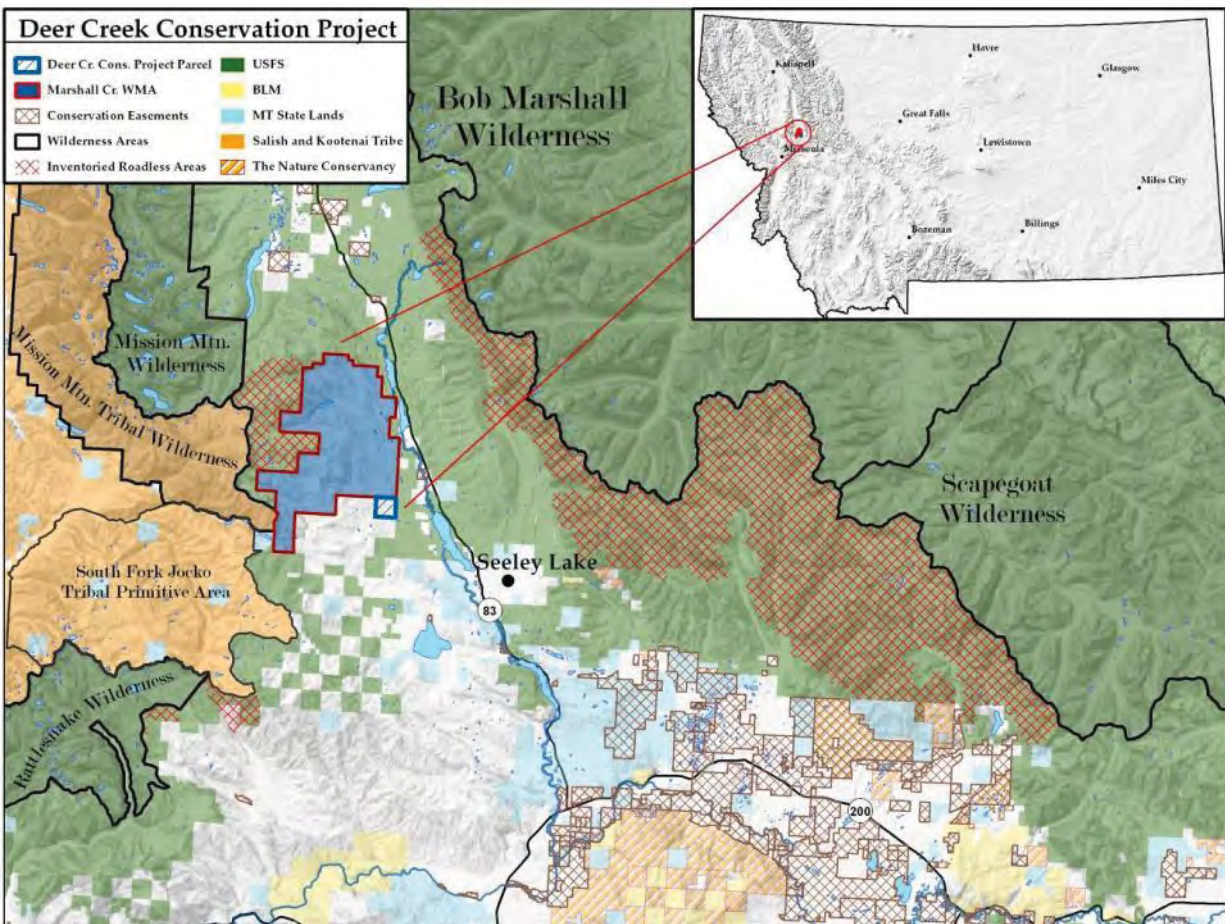 Deer Creek Conservation Project
Deer Cr. Cons. Project Parcel
Marshall Cr. WMA
Conservation Easements
Wilderness Areas
Inventoried Roadless Areas
USFS
BLM
MT State Lands
Salish and Kootenai Tribe
The Nature Conservancy
Kalispell
Havre
Glasgow
Great Falls
Lewistown
Missoula
Miles City
Billings
Bozeman
Bob Marshall
Wilderness
Mission Mtn.
Wilderness
Mission Mtn. Tribal Wilderness
Scapegoat
Wilderness
South Fork Jocko
Tribal Primitive Area
Seeley Lake
83
Rattlesnake Wilderness
200